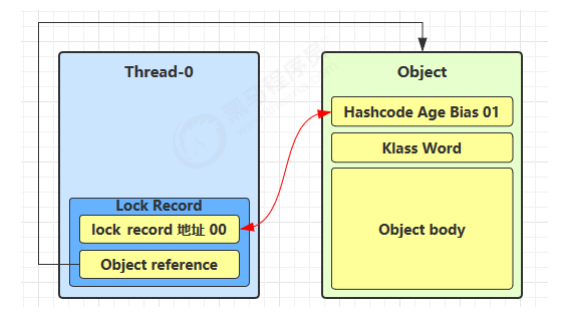 Thread-0
Lock Record
lock record 地址 00
Object reference
Object
Hashcode Age Bias 01
Klass Word
Object body